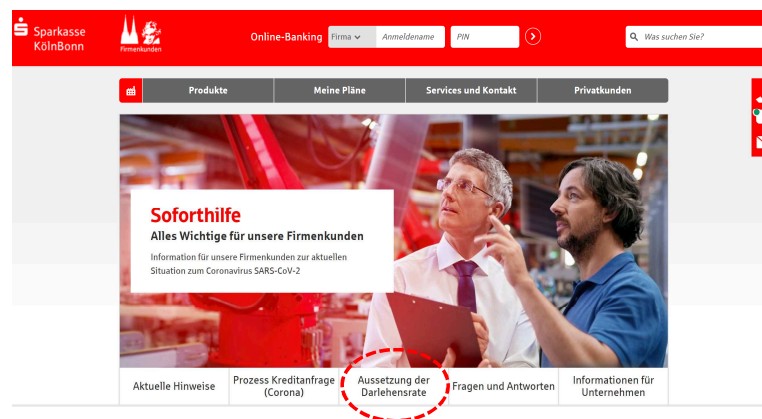 Sparkasse
KölnBonn
Firmenkunden
Online-Banking Firma Anmeldename PIN
Was suchen Sie?
Produkte Meine Pläne Services und Kontakt Privatkunden
Soforthilfe
Alles Wichtige für unsere Firmenkunden
Information für unsere Firmenkunden zur aktuellen
Situation zum Coronavirus SARS-CoV-2
Aktuelle Hinweise
Prozess Kreditanfrage
(Corona)
Aussetzung der
Darlehensrate
Fragen und Antworten
Informationen für
Unternehmen